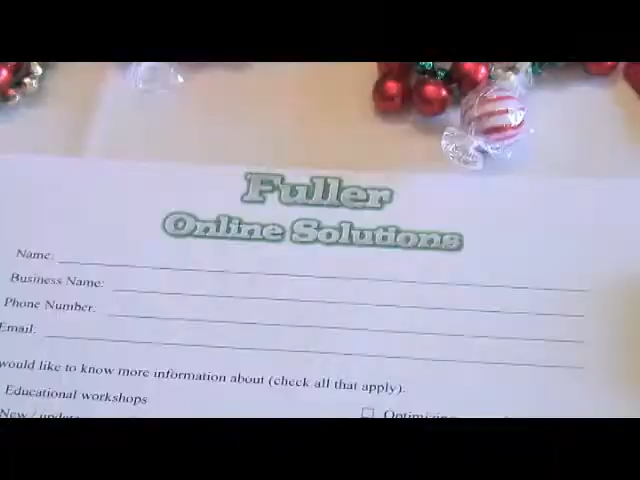 Fuller
Online Solutions
Name:
Business Name:
Phone Number:
Email:
would like to know more information about (check all that apply).
Educational workshops
New /